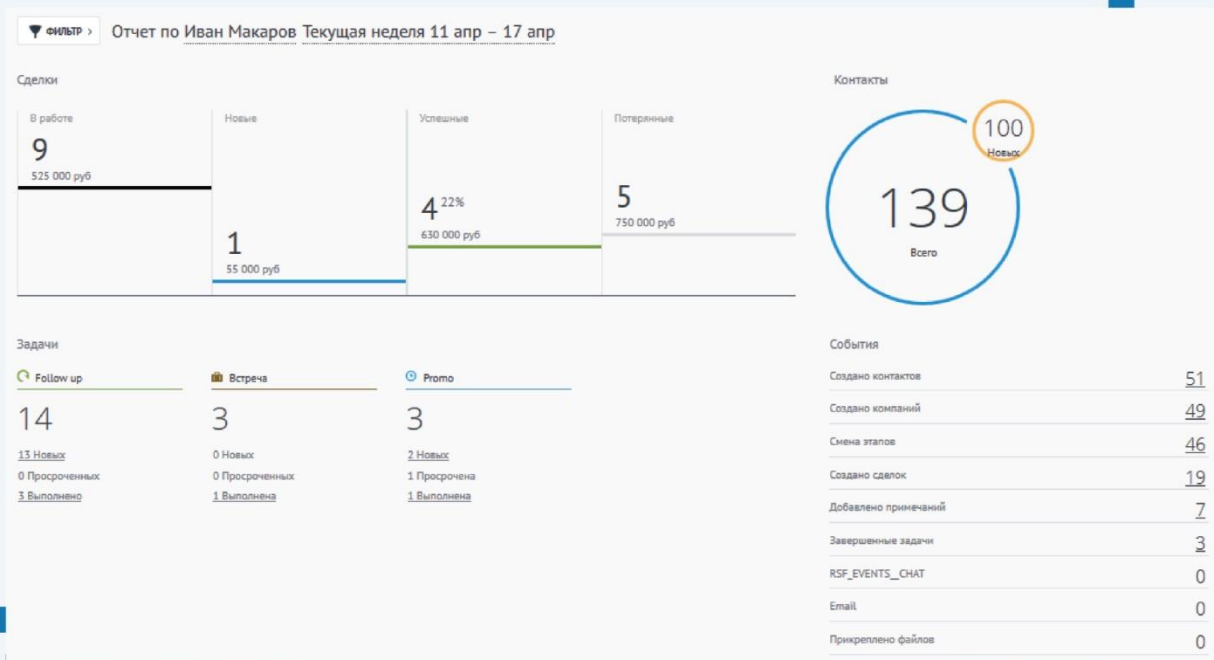 ФИЛЬТР › Отчет по Иван Макаров Текущая неделя 11 апр – 17 апр
Сделки
В работе
9
525 000 руб
Новые
1
55 000 руб
Успешные
4 22%
630 000 руб
Потерянные
5
750 000 руб
Контакты
100
Новых
139
Всего
Задачи
Follow up
14
13 Новых
0 Просроченных
3 Выполнено
Встреча
3
0 Новых
0 Просроченных
1 Выполнена
Promo
3
2 Новых
1 Просрочена
1 Выполнена
События
Создано контактов 51
Создано компаний 49
Смена этапов 46
Создано сделок 19
Добавлено примечаний 7
Завершенные задачи 3
RSF_EVENTS__CHAT 0
Email 0
Прикреплено файлов 0